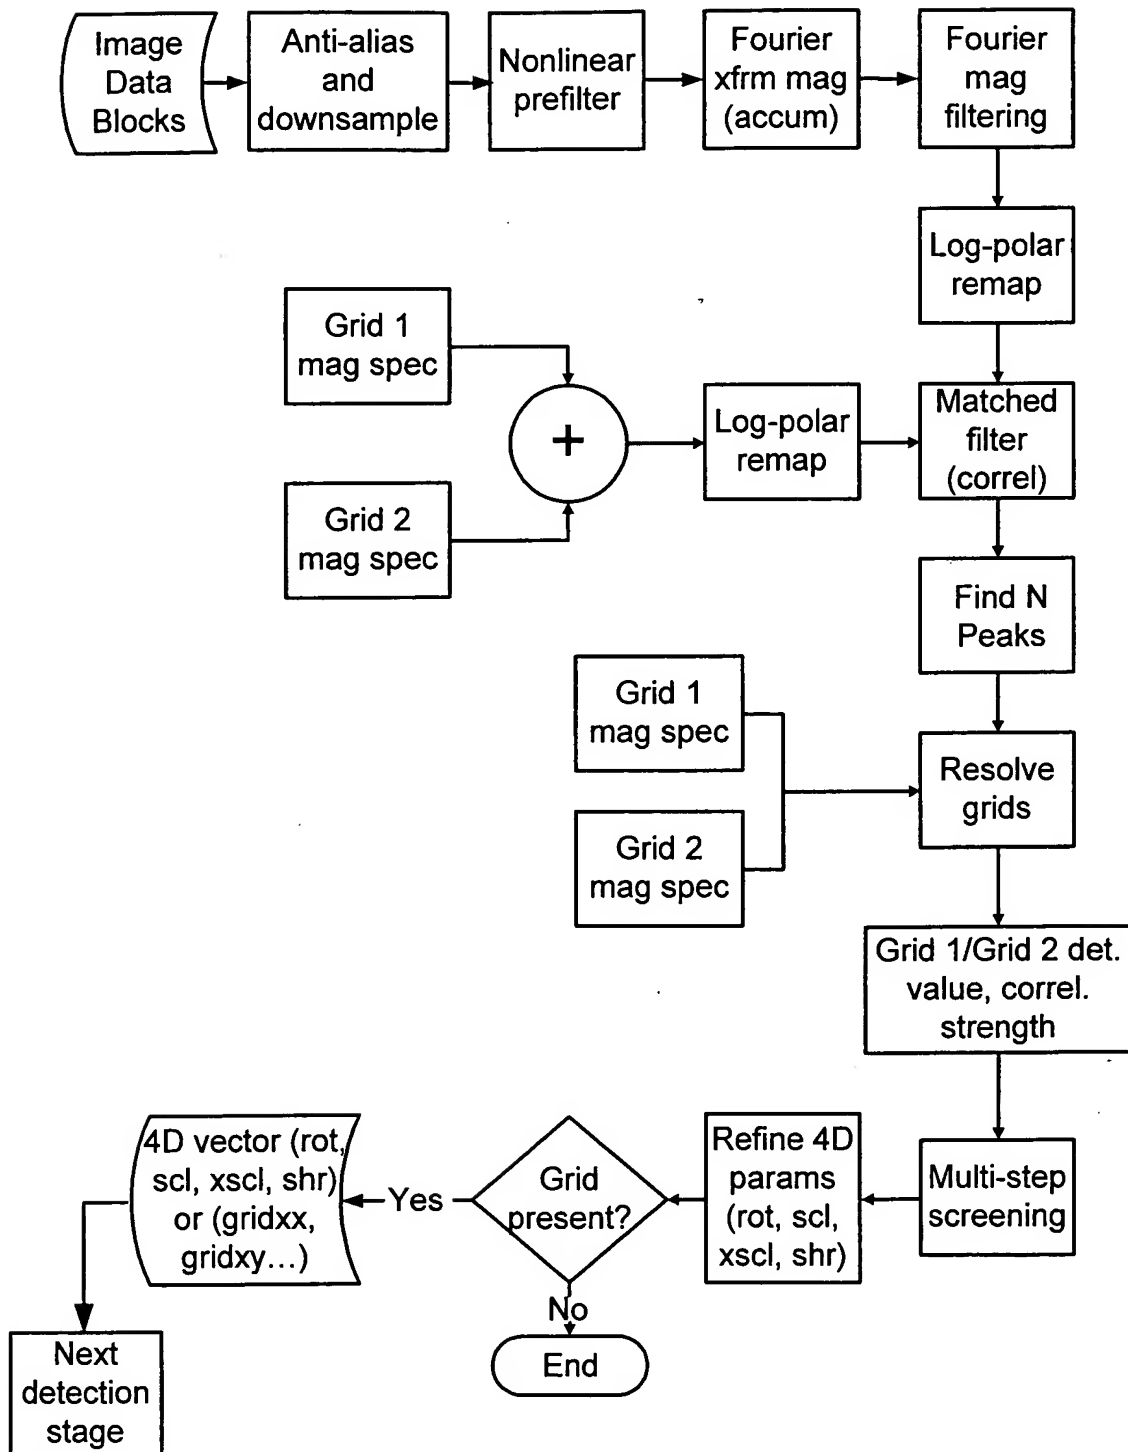 Image
Data
Blocks
Anti-alias
and
downsample
Nonlinear
prefilter
Fourier
xfrm mag
(accum)
Fourier
mag
filtering
Log-polar
remap
Grid 1
mag spec
+
Grid 2
mag spec
Log-polar
remap
Matched
filter
(correl)
Find N
Peaks
Grid 1
mag spec
Grid 2
mag spec
Resolve
grids
Grid 1/Grid 2 det.
value, correl.
strength
Multi-step
screening
Refine 4D
params
(rot, scl,
xscl, shr)
Grid
present?
Yes
No
End
4D vector (rot,
scl, xscl, shr)
or (gridxx,
gridxy...)
Next
detection
stage